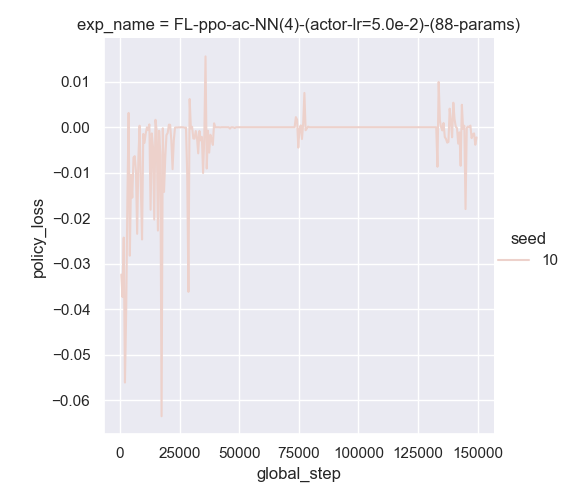 exp_name = FL-ppo-ac-NN(4)-(actor-lr=5.0e-2)-(88-params)
0.01
0.00
−0.01
−0.02
−0.03
−0.04
−0.05
−0.06
policy_loss
0 25000 50000 75000 100000 125000 150000
global_step
seed
10